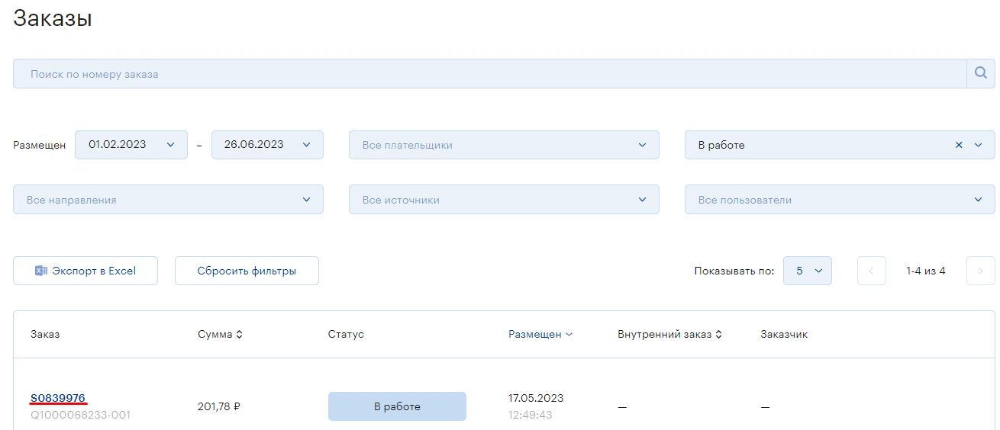 Заказы
Поиск по номеру заказа
Размещен 01.02.2023 – 26.06.2023 Все плательщики В работе
Все направления Все источники Все пользователи
Экспорт в Excel Сбросить фильтры Показывать по: 5 1-4 из 4
Заказ Сумма Статус Размещен Внутренний заказ Заказчик
S0839976 17.05.2023
201,78 ₽ В работе — —
Q1000068233-001 12:49:43